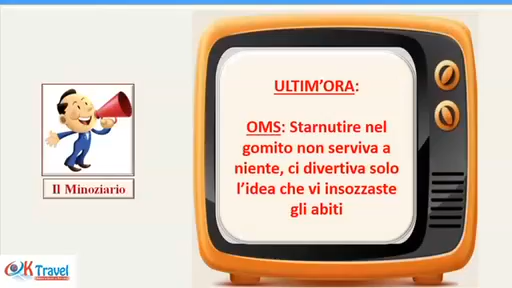 ULTIM'ORA:
OMS: Starnutire nel
gomito non serviva a
niente, ci divertiva solo
l'idea che vi insozzaste
gli abiti
Il Minoziario
OK Travel